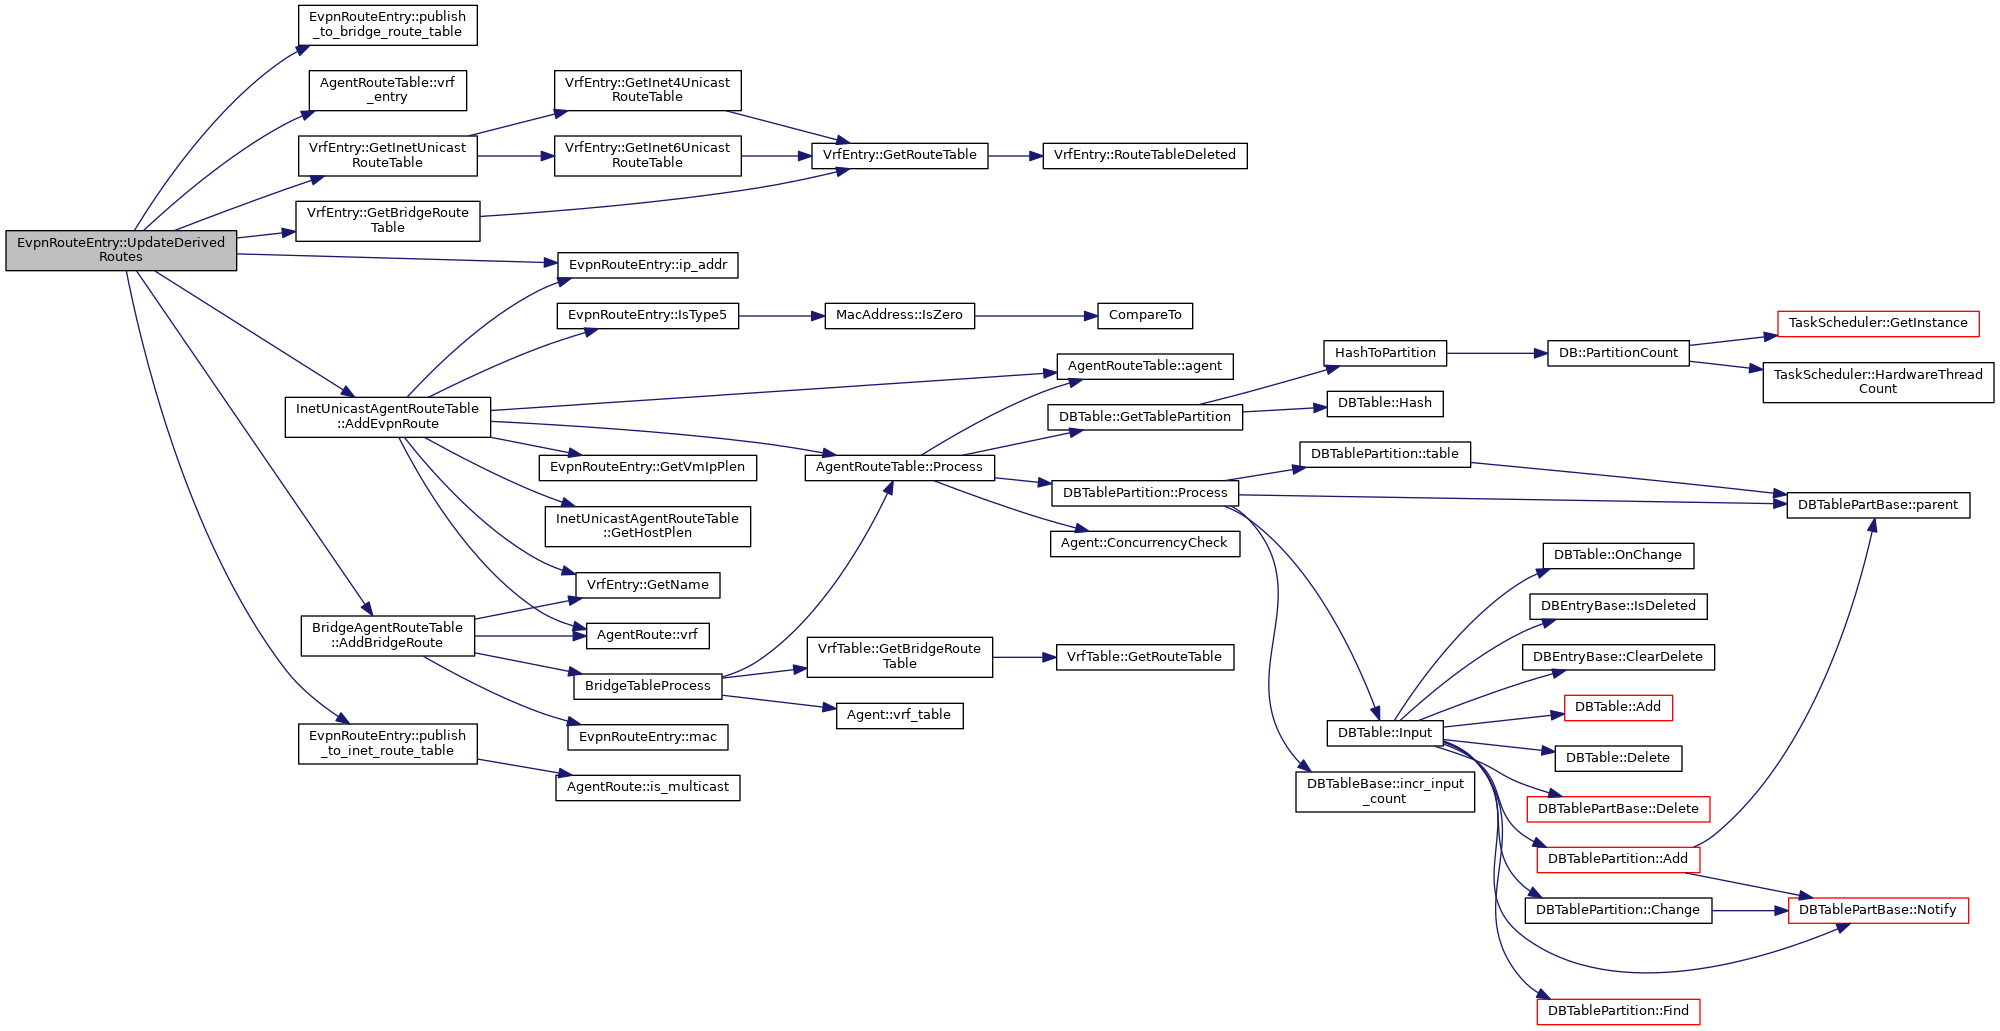 EvpnRouteEntry::UpdateDerived
Routes
EvpnRouteEntry::publish
_to_bridge_route_table
AgentRouteTable::vrf
_entry
VrfEntry::GetInetUnicast
RouteTable
VrfEntry::GetBridgeRoute
Table
InetUnicastAgentRouteTable
::AddEvpnRoute
BridgeAgentRouteTable
::AddBridgeRoute
EvpnRouteEntry::publish
_to_inet_route_table
VrfEntry::GetInet4Unicast
RouteTable
VrfEntry::GetInet6Unicast
RouteTable
EvpnRouteEntry::ip_addr
EvpnRouteEntry::IsType5
EvpnRouteEntry::GetVmIpPlen
InetUnicastAgentRouteTable
::GetHostPlen
VrfEntry::GetName
AgentRoute::vrf
BridgeTableProcess
EvpnRouteEntry::mac
AgentRoute::is_multicast
VrfEntry::GetRouteTable
MacAddress::IsZero
AgentRouteTable::Process
VrfTable::GetBridgeRoute
Table
Agent::vrf_table
VrfEntry::RouteTableDeleted
CompareTo
AgentRouteTable::agent
DBTable::GetTablePartition
DBTablePartition::Process
Agent::ConcurrencyCheck
VrfTable::GetRouteTable
HashToPartition
DBTable::Hash
DBTablePartition::table
DBTable::Input
DBTableBase::incr_input
_count
DB::PartitionCount
DBTable::OnChange
DBEntryBase::IsDeleted
DBEntryBase::ClearDelete
DBTable::Add
DBTable::Delete
DBTablePartBase::Delete
DBTablePartition::Add
DBTablePartition::Change
DBTablePartition::Find
TaskScheduler::GetInstance
TaskScheduler::HardwareThread
Count
DBTablePartBase::parent
DBTablePartBase::Notify